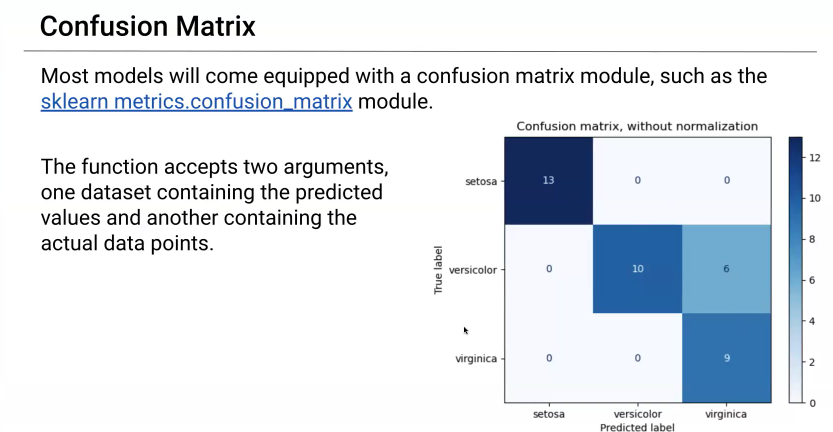 Confusion Matrix
Most models will come equipped with a confusion matrix module, such as the
sklearn metrics.confusion_matrix module.
The function accepts two arguments,
one dataset containing the predicted
values and another containing the
actual data points.
Confusion matrix, without normalization
True label
setosa 13 0 0
versicolor 0 10 6
virginica 0 0 9
setosa versicolor virginica
Predicted label
12
10
8
6
4
2
0